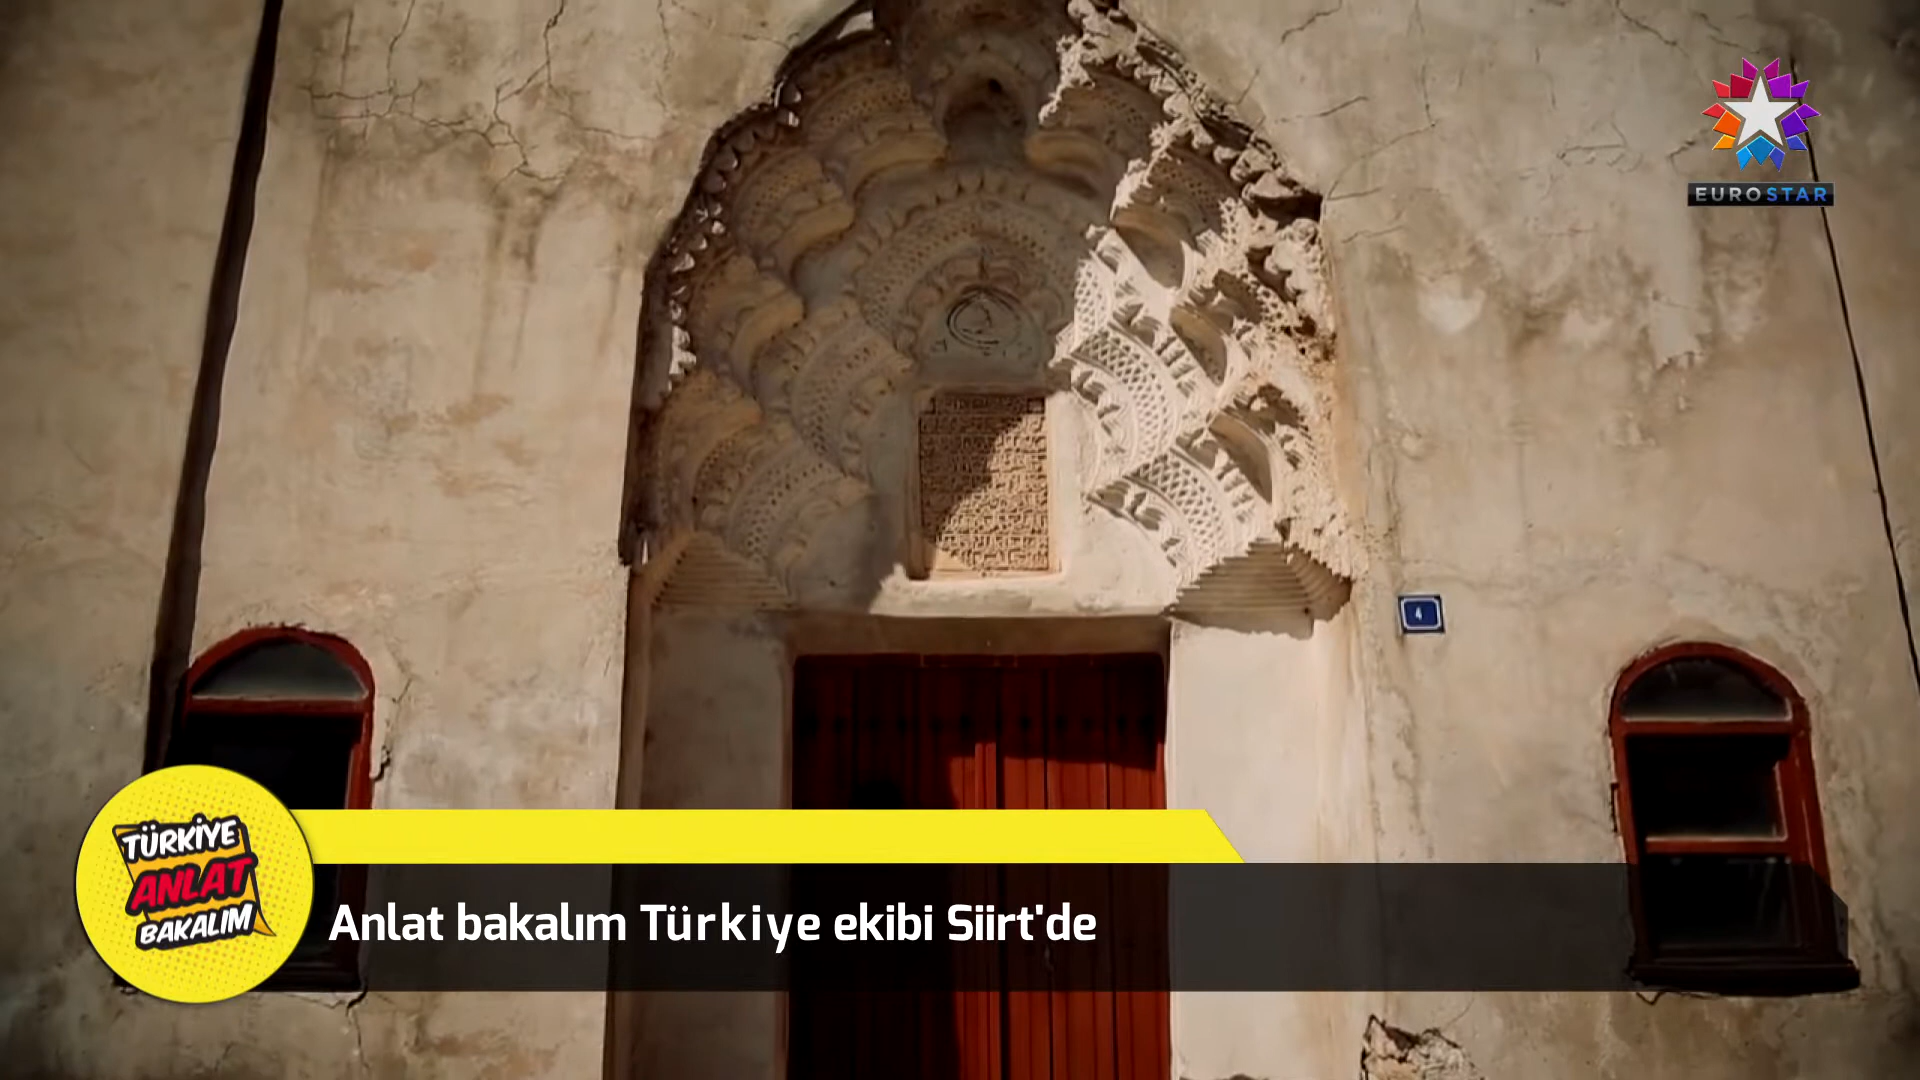 EUROSTAR
4
TÜRKİYE
ANLAT
BAKALIM
Anlat bakalım Türkiye ekibi Siirt'de